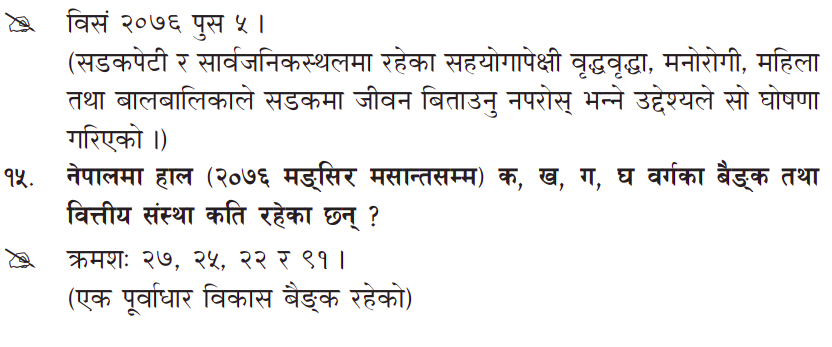 विसं २०७६ पुस ५ ।
(सडकपेटी र सार्वजनिकस्थलमा रहेका सहयोगापेक्षी वृद्धवृद्धा, मनोरोगी, महिला
तथा बालबालिकाले सडकमा जीवन बिताउनु नपरोस् भन्ने उद्देश्यले सो घोषणा
गरिएको ।)
१५. नेपालमा हाल (२०७६ मङ्सिर मसान्तसम्म) क, ख, ग, घ वर्गका बैङ्क तथा
वित्तीय संस्था कति रहेका छन् ?
क्रमशः २७, २५, २२ र ९१ ।
(एक पूर्वाधार विकास बैङ्क रहेको)